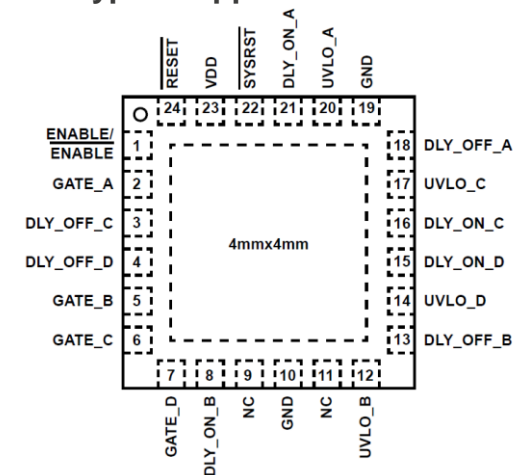 RESET
VDD
SYSRST
DLY_ON_A
UVLO_A
GND
24 23 22 21 20 19
ENABLE/
ENABLE
1
18 DLY_OFF_A
GATE_A 2
17 UVLO_C
DLY_OFF_C 3
16 DLY_ON_C
4mmx4mm
DLY_OFF_D 4
15 DLY_ON_D
GATE_B 5
14 UVLO_D
GATE_C 6
13 DLY_OFF_B
7 8 9 10 11 12
GATE_D
DLY_ON_B
NC
GND
NC
UVLO_B